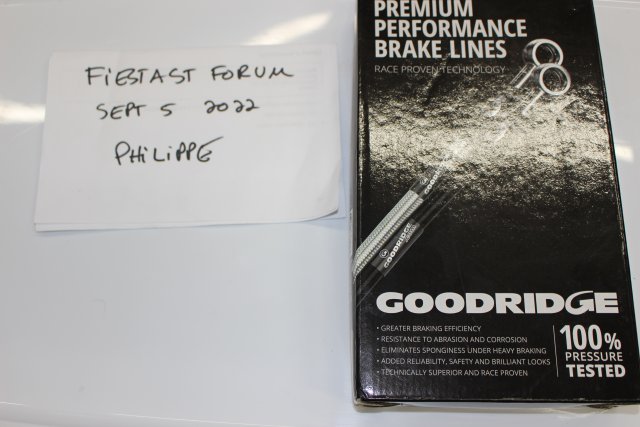 FiESTAST FORUM
SEPT 5 2022
PHiLiPPE
PREMIUM
PERFORMANCE
BRAKE LINES
RACE PROVEN TECHNOLOGY
GOODRIDGE
GOODRIDGE
GOODRIDGE
• GREATER BRAKING EFFICIENCY
• RESISTANCE TO ABRASION AND CORROSION
• ELIMINATES SPONGINESS UNDER HEAVY BRAKING
• ADDED RELIABILITY, SAFETY AND BRILLIANT LOOKS
• TECHNICALLY SUPERIOR AND RACE PROVEN
100%
PRESSURE
TESTED